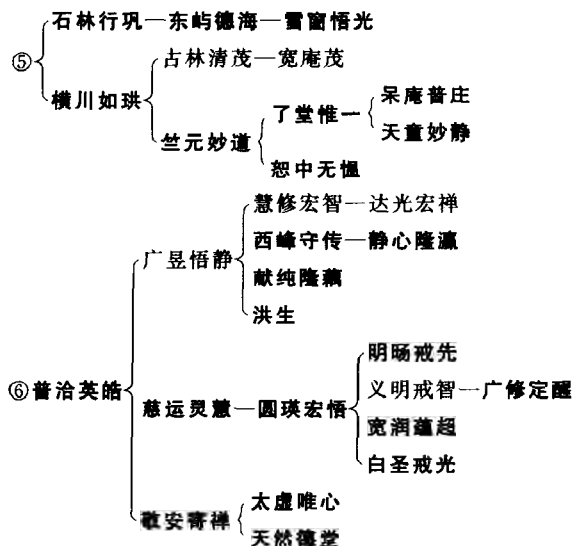 ⑤
石林行巩—东屿德海—雪窗悟光
横川如珙
古林清茂—宽庵茂
竺元妙道
了堂惟一
呆庵普庄
天童妙静
恕中无愠
⑥普洽英皓
广昱悟静
慧修宏智—达光宏禅
西峰守传—静心隆瀛
献纯隆藕
洪生
慈运灵慧—圆瑛宏悟
明旸戒先
义明戒智—广修定醒
宽润蕴超
白圣戒光
敬安寄禅
太虚唯心
天然德堂